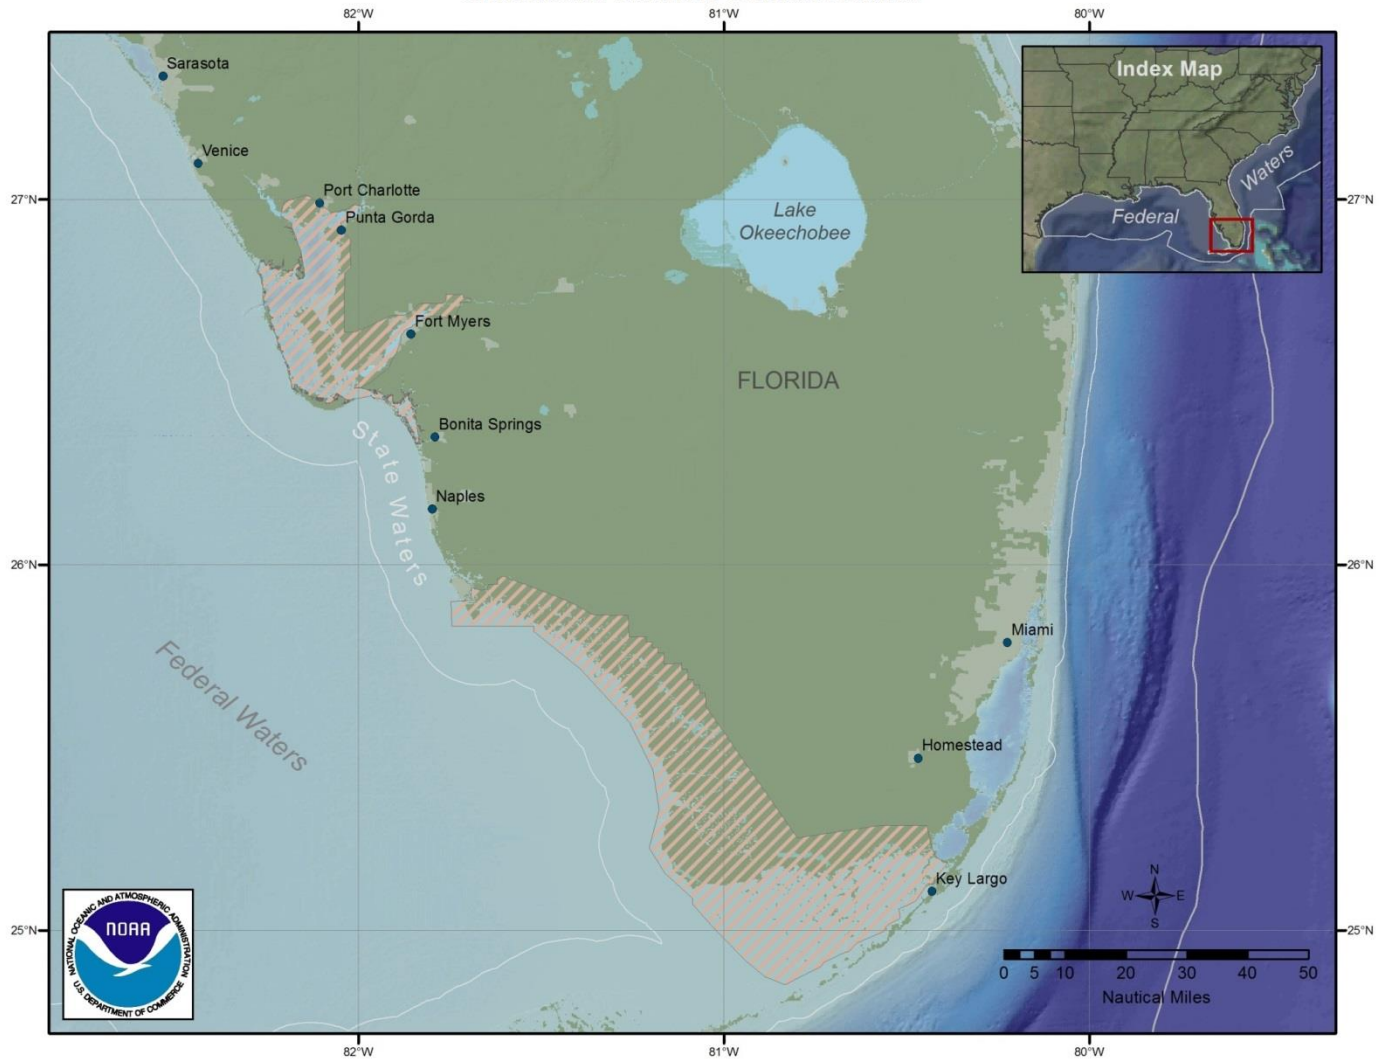 82°W
81°W
80°W
Sarasota
Venice
Port Charlotte
Punta Gorda
Fort Myers
Bonita Springs
Naples
Lake
Okeechobee
FLORIDA
Miami
Homestead
Key Largo
State Waters
Federal Waters
Index Map
Federal
Waters
27°N
27°N
26°N
26°N
25°N
25°N
N
W
E
S
0 5 10 20 30 40 50
Nautical Miles
NATIONAL OCEANIC AND ATMOSPHERIC ADMINISTRATION
NOAA
U.S. DEPARTMENT OF COMMERCE
82°W
81°W
80°W